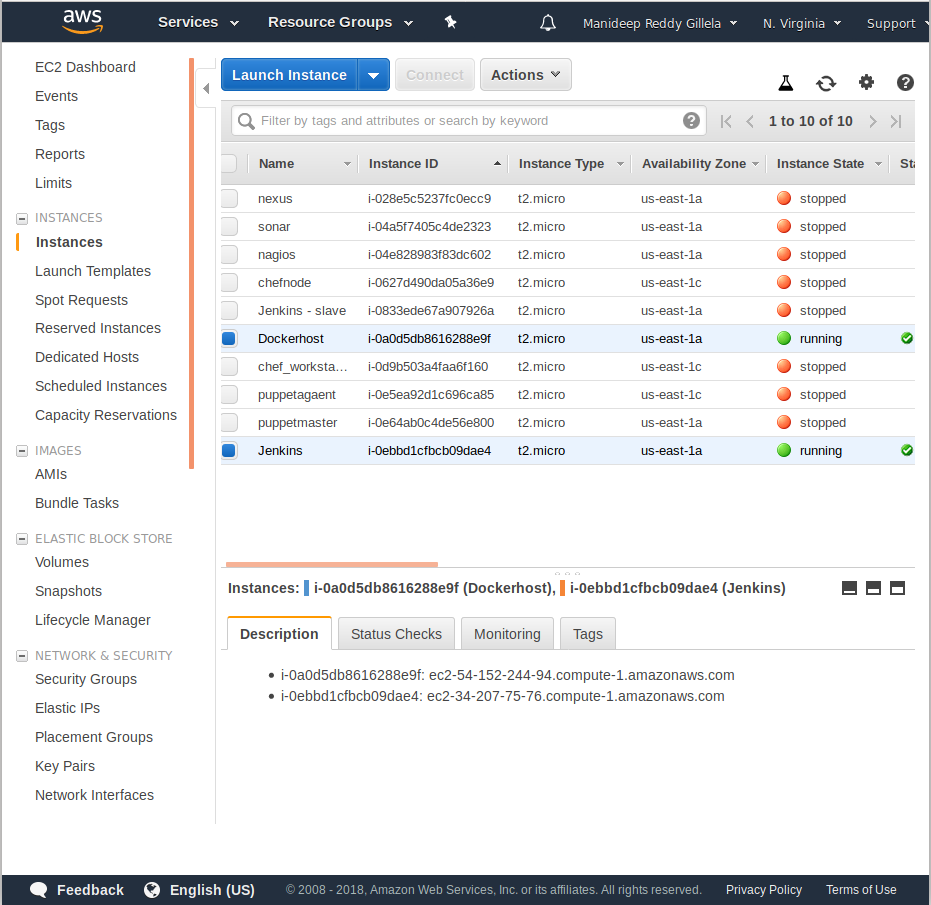 aws Services Resource Groups Manideep Reddy Gillela N. Virginia Support
EC2 Dashboard
Events
Tags
Reports
Limits
INSTANCES
Instances
Launch Templates
Spot Requests
Reserved Instances
Dedicated Hosts
Scheduled Instances
Capacity Reservations
IMAGES
AMIs
Bundle Tasks
ELASTIC BLOCK STORE
Volumes
Snapshots
Lifecycle Manager
NETWORK & SECURITY
Security Groups
Elastic IPs
Placement Groups
Key Pairs
Network Interfaces
Launch Instance Connect Actions
Filter by tags and attributes or search by keyword 1 to 10 of 10
Name Instance ID Instance Type Availability Zone Instance State Sta
nexus i-028e5c5237fc0ecc9 t2.micro us-east-1a stopped
sonar i-04a5f7405c4de2323 t2.micro us-east-1a stopped
nagios i-04e828983f83dc602 t2.micro us-east-1a stopped
chefnode i-0627d490da05a36e9 t2.micro us-east-1c stopped
Jenkins - slave i-0833ede67a907926a t2.micro us-east-1a stopped
Dockerhost i-0a0d5db8616288e9f t2.micro us-east-1a running
chef_worksta… i-0d9b503a4faa6f160 t2.micro us-east-1c stopped
puppetagaent i-0e5ea92d1c696ca85 t2.micro us-east-1c stopped
puppetmaster i-0e64ab0c4de56e800 t2.micro us-east-1a stopped
Jenkins i-0ebbd1cfbcb09dae4 t2.micro us-east-1a running
Instances: i-0a0d5db8616288e9f (Dockerhost), i-0ebbd1cfbcb09dae4 (Jenkins)
Description Status Checks Monitoring Tags
• i-0a0d5db8616288e9f: ec2-54-152-244-94.compute-1.amazonaws.com
• i-0ebbd1cfbcb09dae4: ec2-34-207-75-76.compute-1.amazonaws.com
Feedback English (US) © 2008 - 2018, Amazon Web Services, Inc. or its affiliates. All rights reserved. Privacy Policy Terms of Use